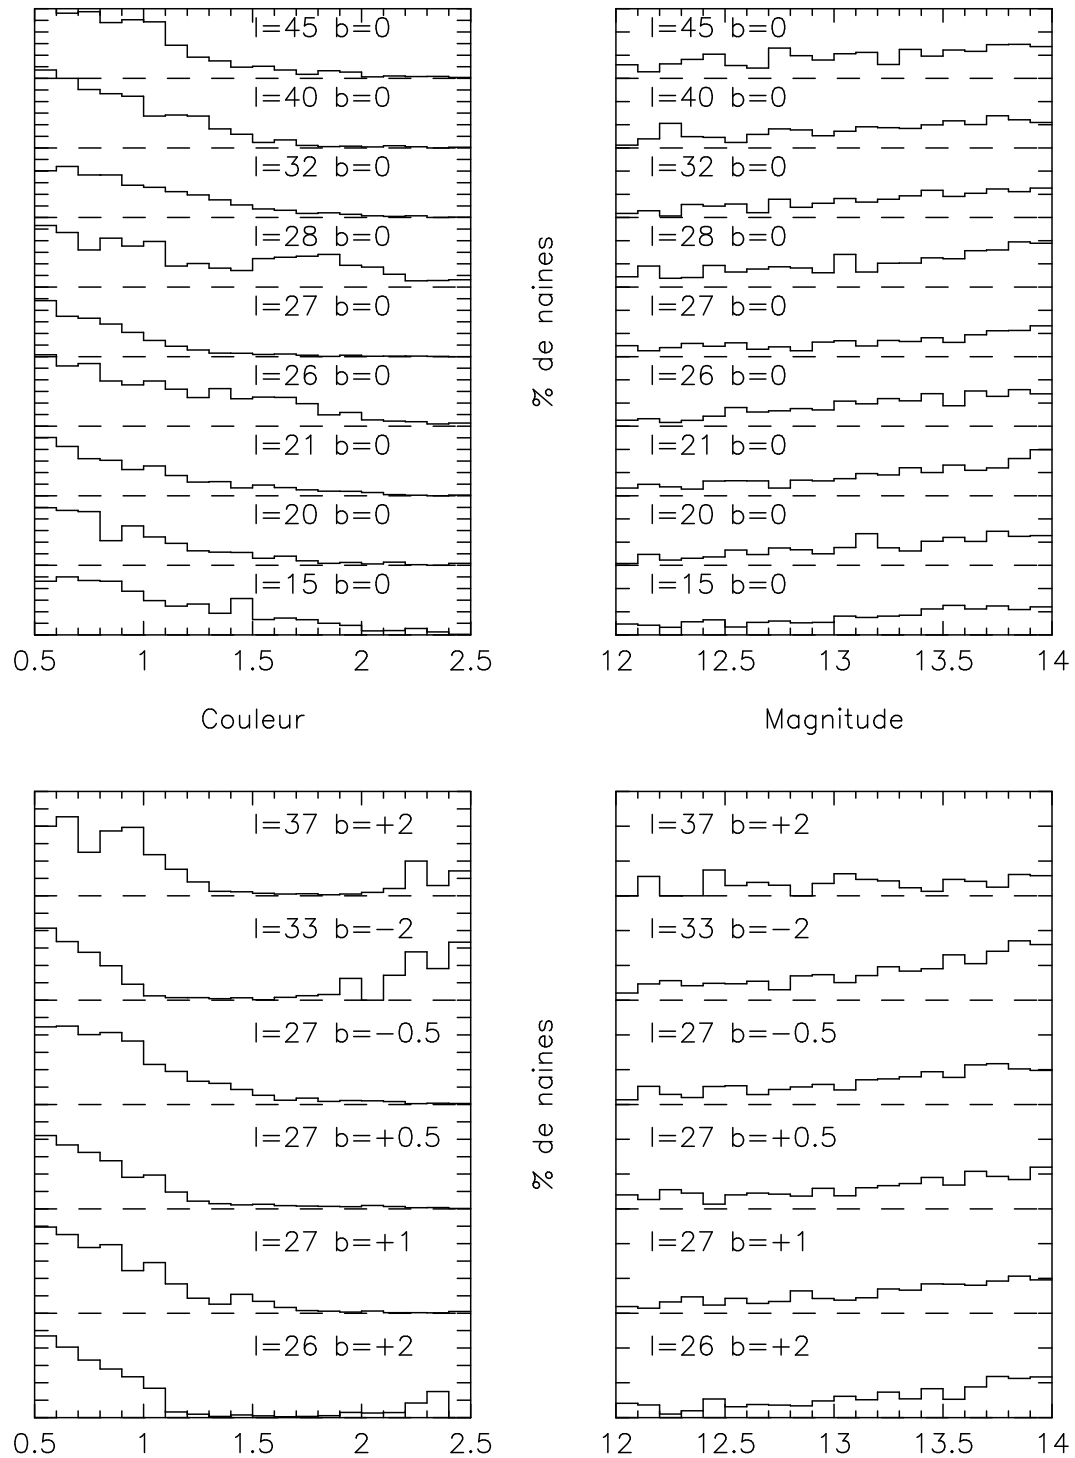 l=45 b=0
l=40 b=0
l=32 b=0
l=28 b=0
l=27 b=0
l=26 b=0
l=21 b=0
l=20 b=0
l=15 b=0
0.5 1 1.5 2 2.5
Couleur
% de naines
l=45 b=0
l=40 b=0
l=32 b=0
l=28 b=0
l=27 b=0
l=26 b=0
l=21 b=0
l=20 b=0
l=15 b=0
12 12.5 13 13.5 14
Magnitude
l=37 b=+2
l=33 b=−2
l=27 b=−0.5
l=27 b=+0.5
l=27 b=+1
l=26 b=+2
0.5 1 1.5 2 2.5
% de naines
l=37 b=+2
l=33 b=−2
l=27 b=−0.5
l=27 b=+0.5
l=27 b=+1
l=26 b=+2
12 12.5 13 13.5 14